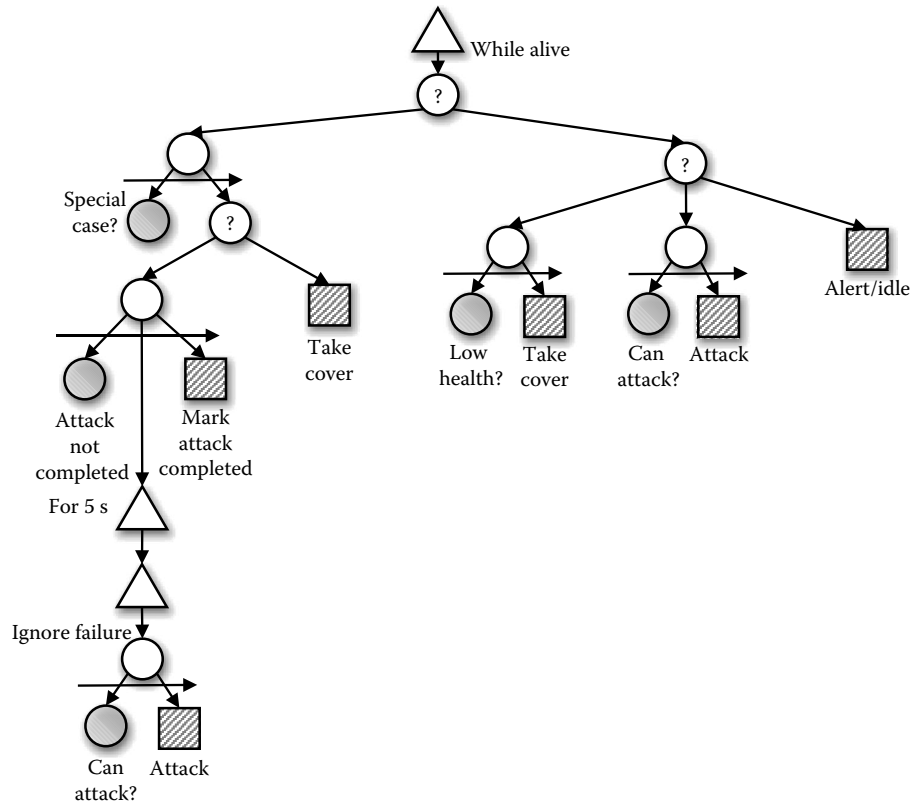 While alive
?
?
Special
case?
?
Alert/idle
Take
cover
Low
health?
Take
cover
Can
attack?
Attack
Attack
not
completed
Mark
attack
completed
For 5 s
Ignore failure
Can
attack?
Attack